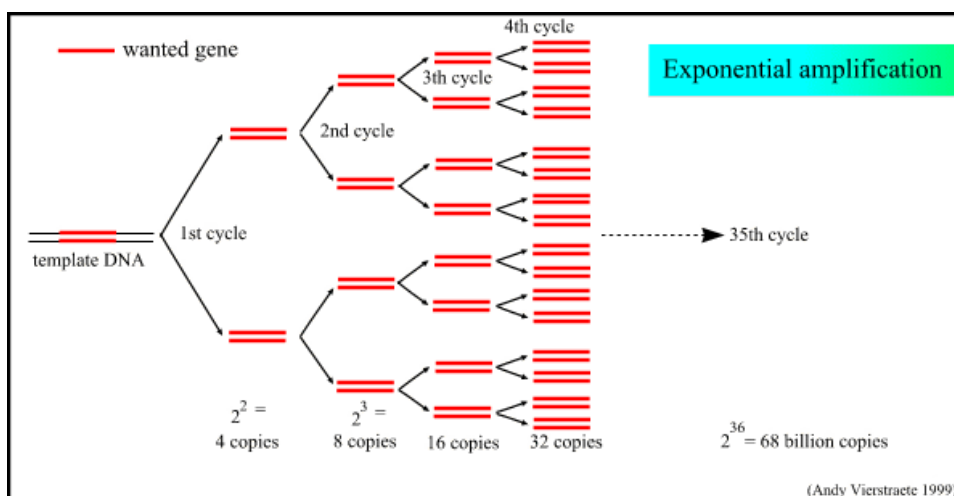 4th cycle
wanted gene
Exponential amplification
3th cycle
2nd cycle
1st cycle
35th cycle
template DNA
2^2 =
4 copies
2^3 =
8 copies
16 copies
32 copies
2^36 = 68 billion copies
(Andy Vierstraete 1999)